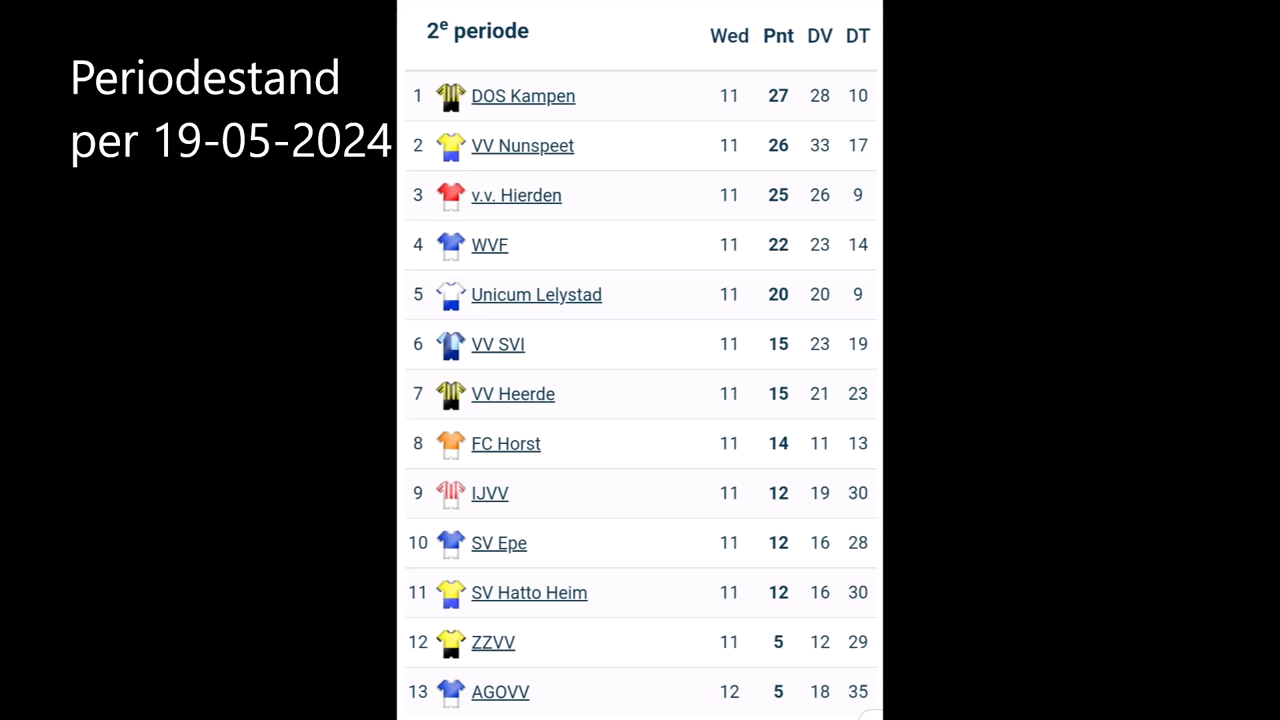 Periodestand
per 19-05-2024
2e periode Wed Pnt DV DT
1 DOS Kampen 11 27 28 10
2 VV Nunspeet 11 26 33 17
3 v.v. Hierden 11 25 26 9
4 WVF 11 22 23 14
5 Unicum Lelystad 11 20 20 9
6 VV SVI 11 15 23 19
7 VV Heerde 11 15 21 23
8 FC Horst 11 14 11 13
9 IJVV 11 12 19 30
10 SV Epe 11 12 16 28
11 SV Hatto Heim 11 12 16 30
12 ZZVV 11 5 12 29
13 AGOVV 12 5 18 35